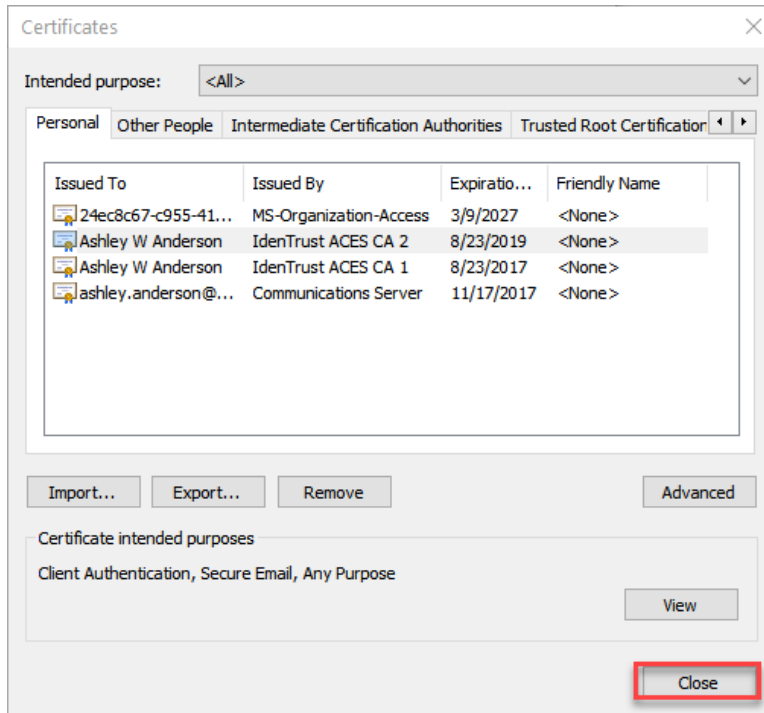 Certificates
Intended purpose: <All>
Personal Other People Intermediate Certification Authorities Trusted Root Certification
Issued To Issued By Expiratio... Friendly Name
24ec8c67-c955-41... MS-Organization-Access 3/9/2027 <None>
Ashley W Anderson IdenTrust ACES CA 2 8/23/2019 <None>
Ashley W Anderson IdenTrust ACES CA 1 8/23/2017 <None>
ashley.anderson@... Communications Server 11/17/2017 <None>
Import... Export... Remove Advanced
Certificate intended purposes
Client Authentication, Secure Email, Any Purpose
View
Close